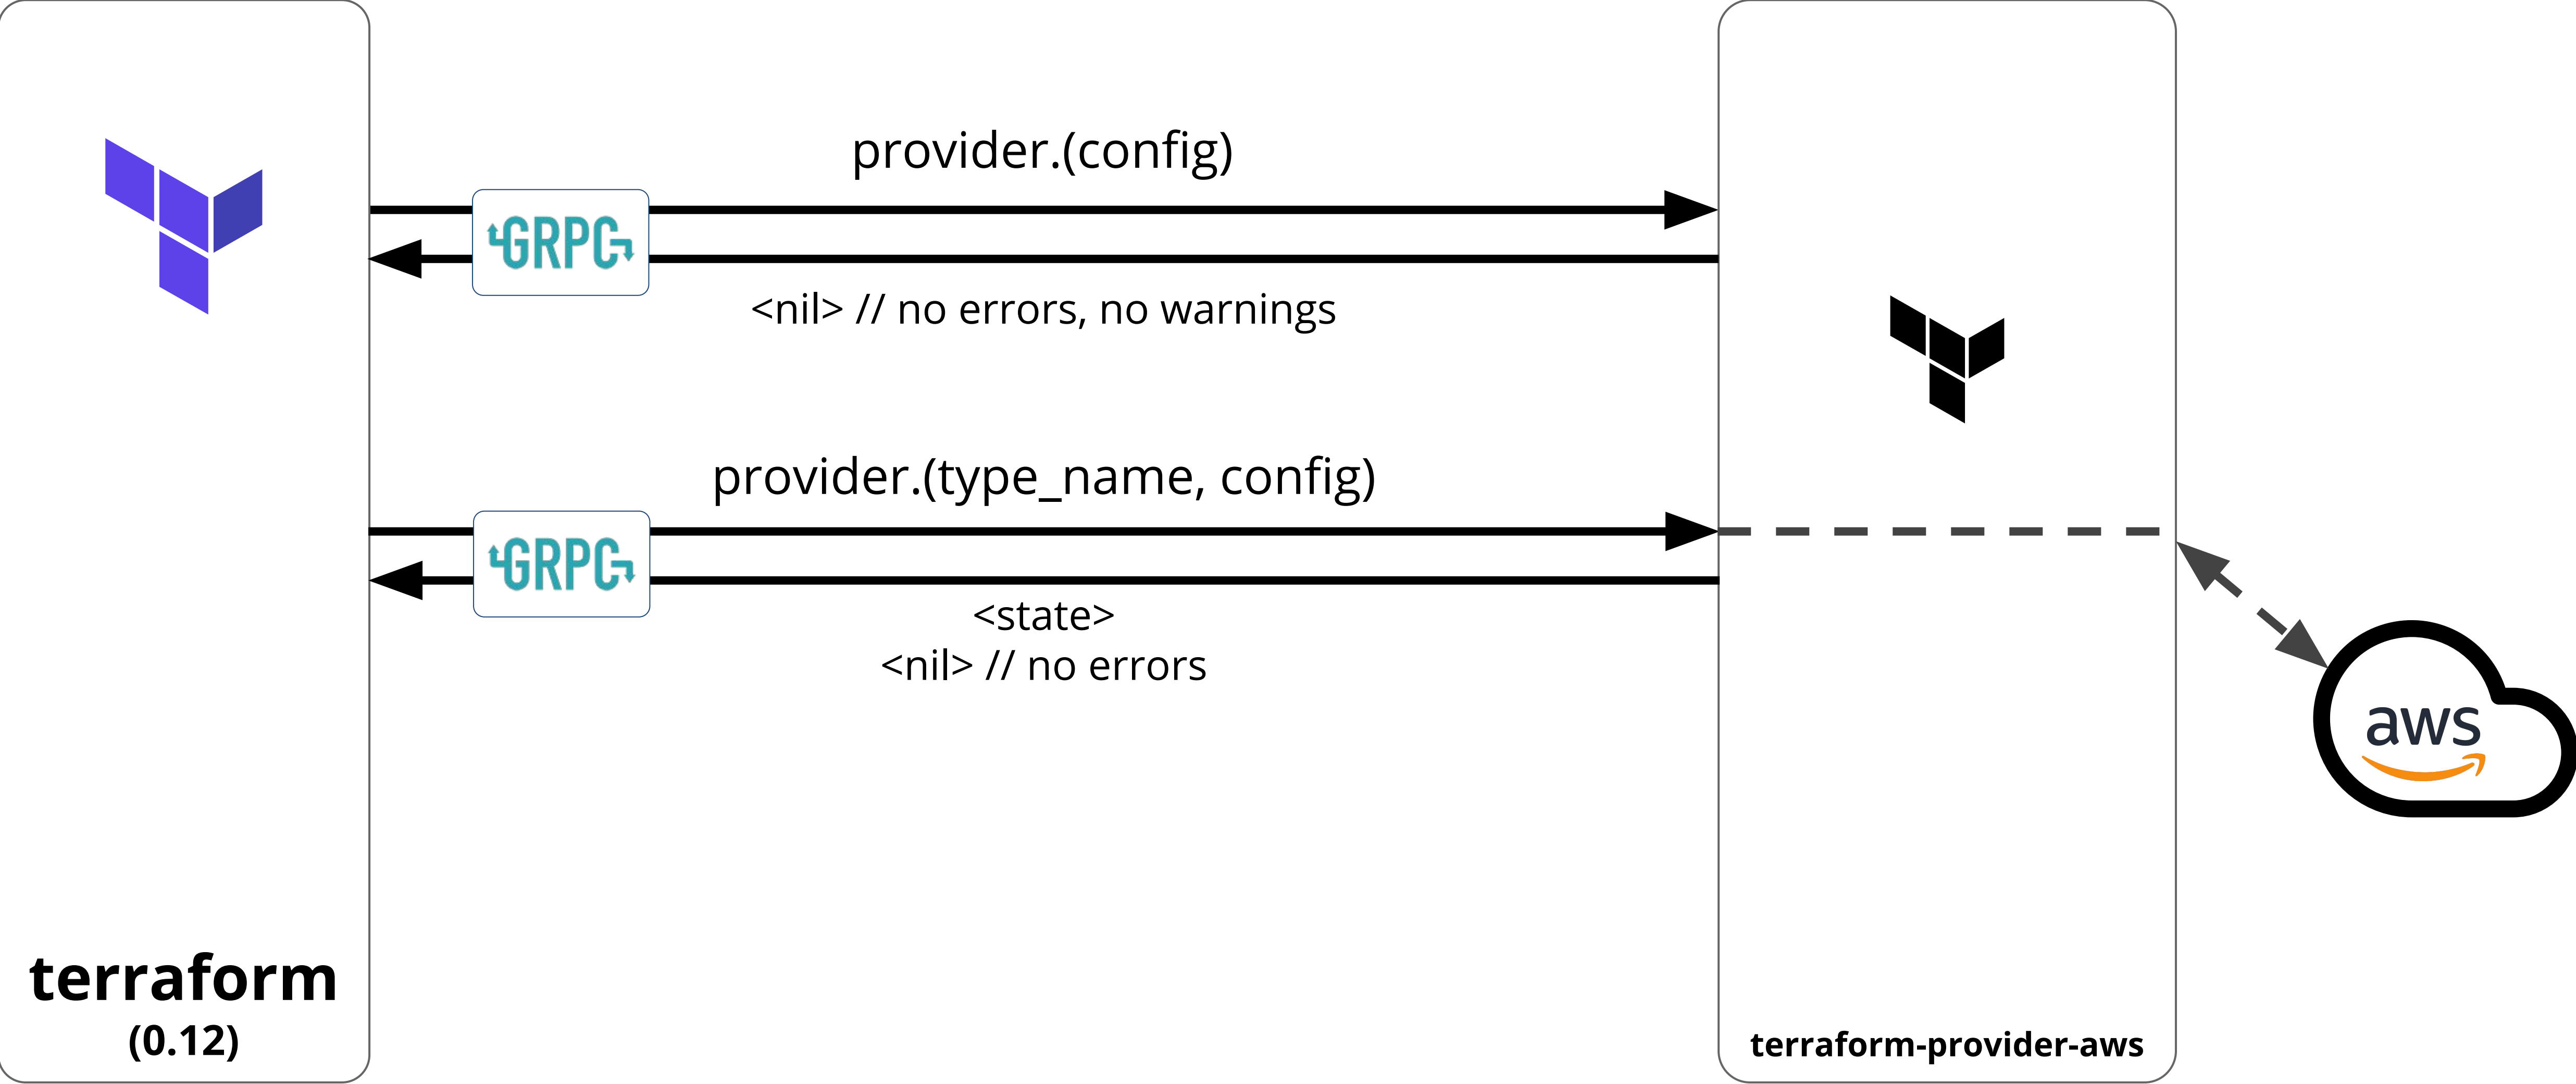 provider.(config)
GRPC
<nil> // no errors, no warnings
provider.(type_name, config)
GRPC
<state>
<nil> // no errors
aws
terraform
(0.12)
terraform-provider-aws